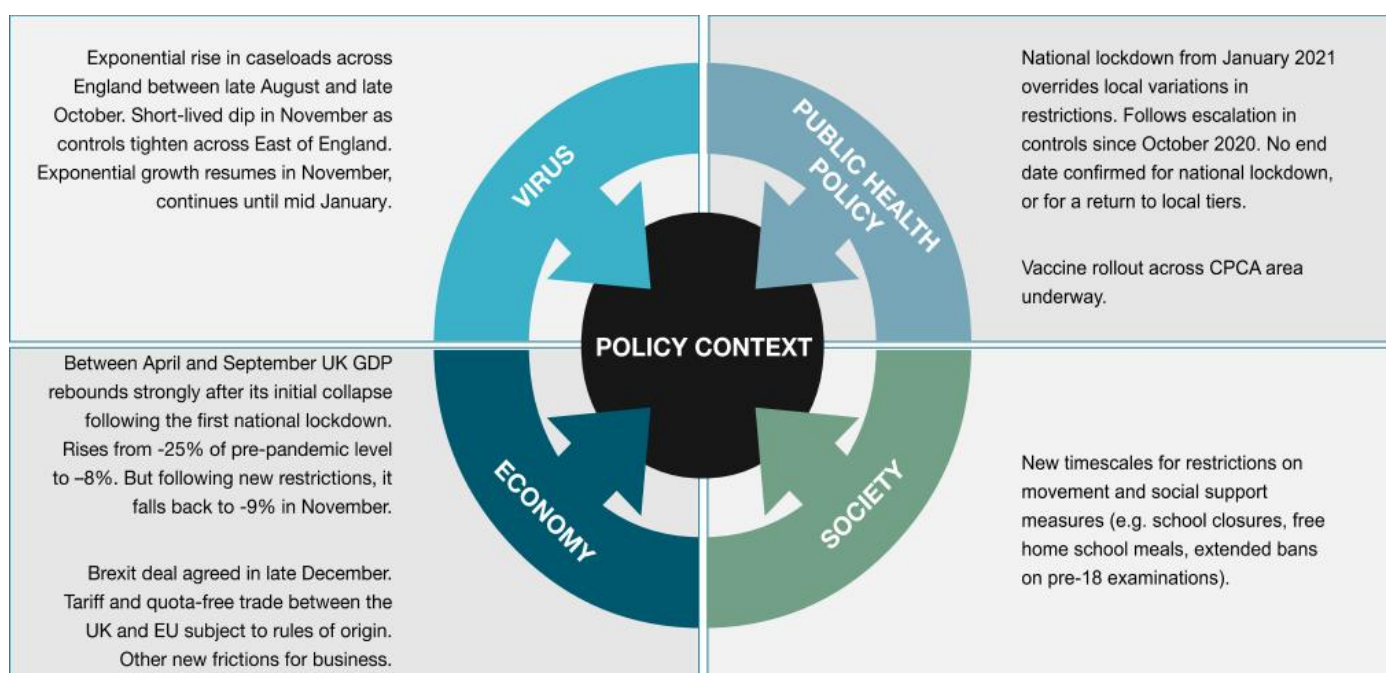 Exponential rise in caseloads across
England between late August and late
October. Short-lived dip in November as
controls tighten across East of England.
Exponential growth resumes in November,
continues until mid January.
VIRUS
PUBLIC HEALTH
POLICY
National lockdown from January 2021
overrides local variations in
restrictions. Follows escalation in
controls since October 2020. No end
date confirmed for national lockdown,
or for a return to local tiers.
Vaccine rollout across CPCA area
underway.
POLICY CONTEXT
Between April and September UK GDP
rebounds strongly after its initial collapse
following the first national lockdown.
Rises from -25% of pre-pandemic level
to –8%. But following new restrictions, it
falls back to -9% in November.
Brexit deal agreed in late December.
Tariff and quota-free trade between the
UK and EU subject to rules of origin.
Other new frictions for business.
ECONOMY
SOCIETY
New timescales for restrictions on
movement and social support
measures (e.g. school closures, free
home school meals, extended bans
on pre-18 examinations).